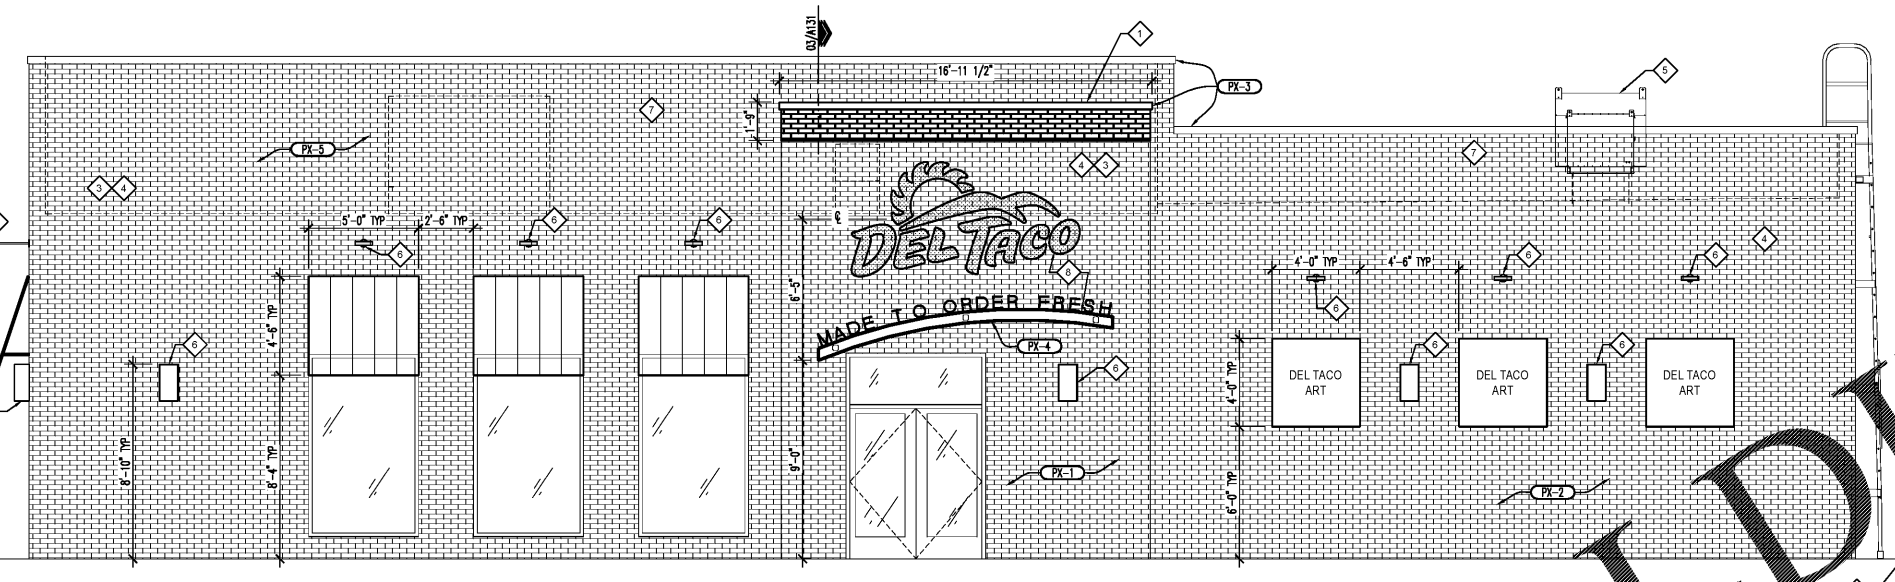 03/A131
1
16'-11 1/2"
5
PX-3
7
1'-9"
PX-5
7
4 3
3 4
5'-0" TYP 2'-6" TYP
6
6
℄
DEL TACO
6
4
6
6
4'-0" TYP
4'-6" TYP
8
6
6'-5"
MADE TO ORDER FRESH
4'-6" TYP
PX-4
6
6
6
6
DEL TACO
ART
DEL TACO
ART
DEL TACO
ART
4'-0" TYP
8'-10" TYP
8'-4" TYP
9'-0"
PX-1
6'-0" TYP
PX-2